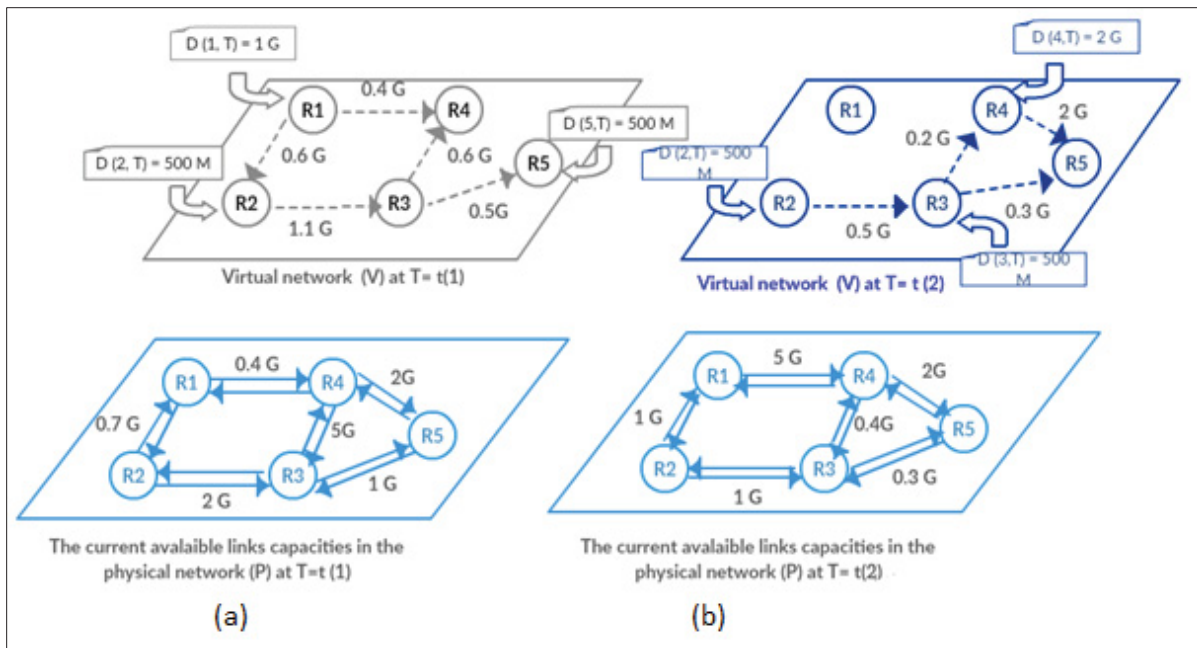 D (1, T) = 1 G
0.4 G
R1
R4
D (5,T) = 500 M
D (2, T) = 500 M
0.6 G
0.6 G
R5
R2
R3
1.1 G
0.5G
Virtual network (V) at T= t(1)
D (4,T) = 2 G
R1
R4
2 G
0.2 G
D (2,T) = 500
M
R5
R2
R3
0.3 G
0.5 G
D (3,T) = 500
M
Virtual network (V) at T= t (2)
0.4 G
R1
R4
2G
0.7 G
5G
R5
R2
R3
1 G
2 G
The current avalaible links capacities in the
physical network (P) at T=t (1)
(a)
5 G
R1
R4
2G
1 G
0.4G
R5
R2
R3
0.3 G
1 G
The current avalaible links capacities in the
physical network (P) at T= t(2)
(b)